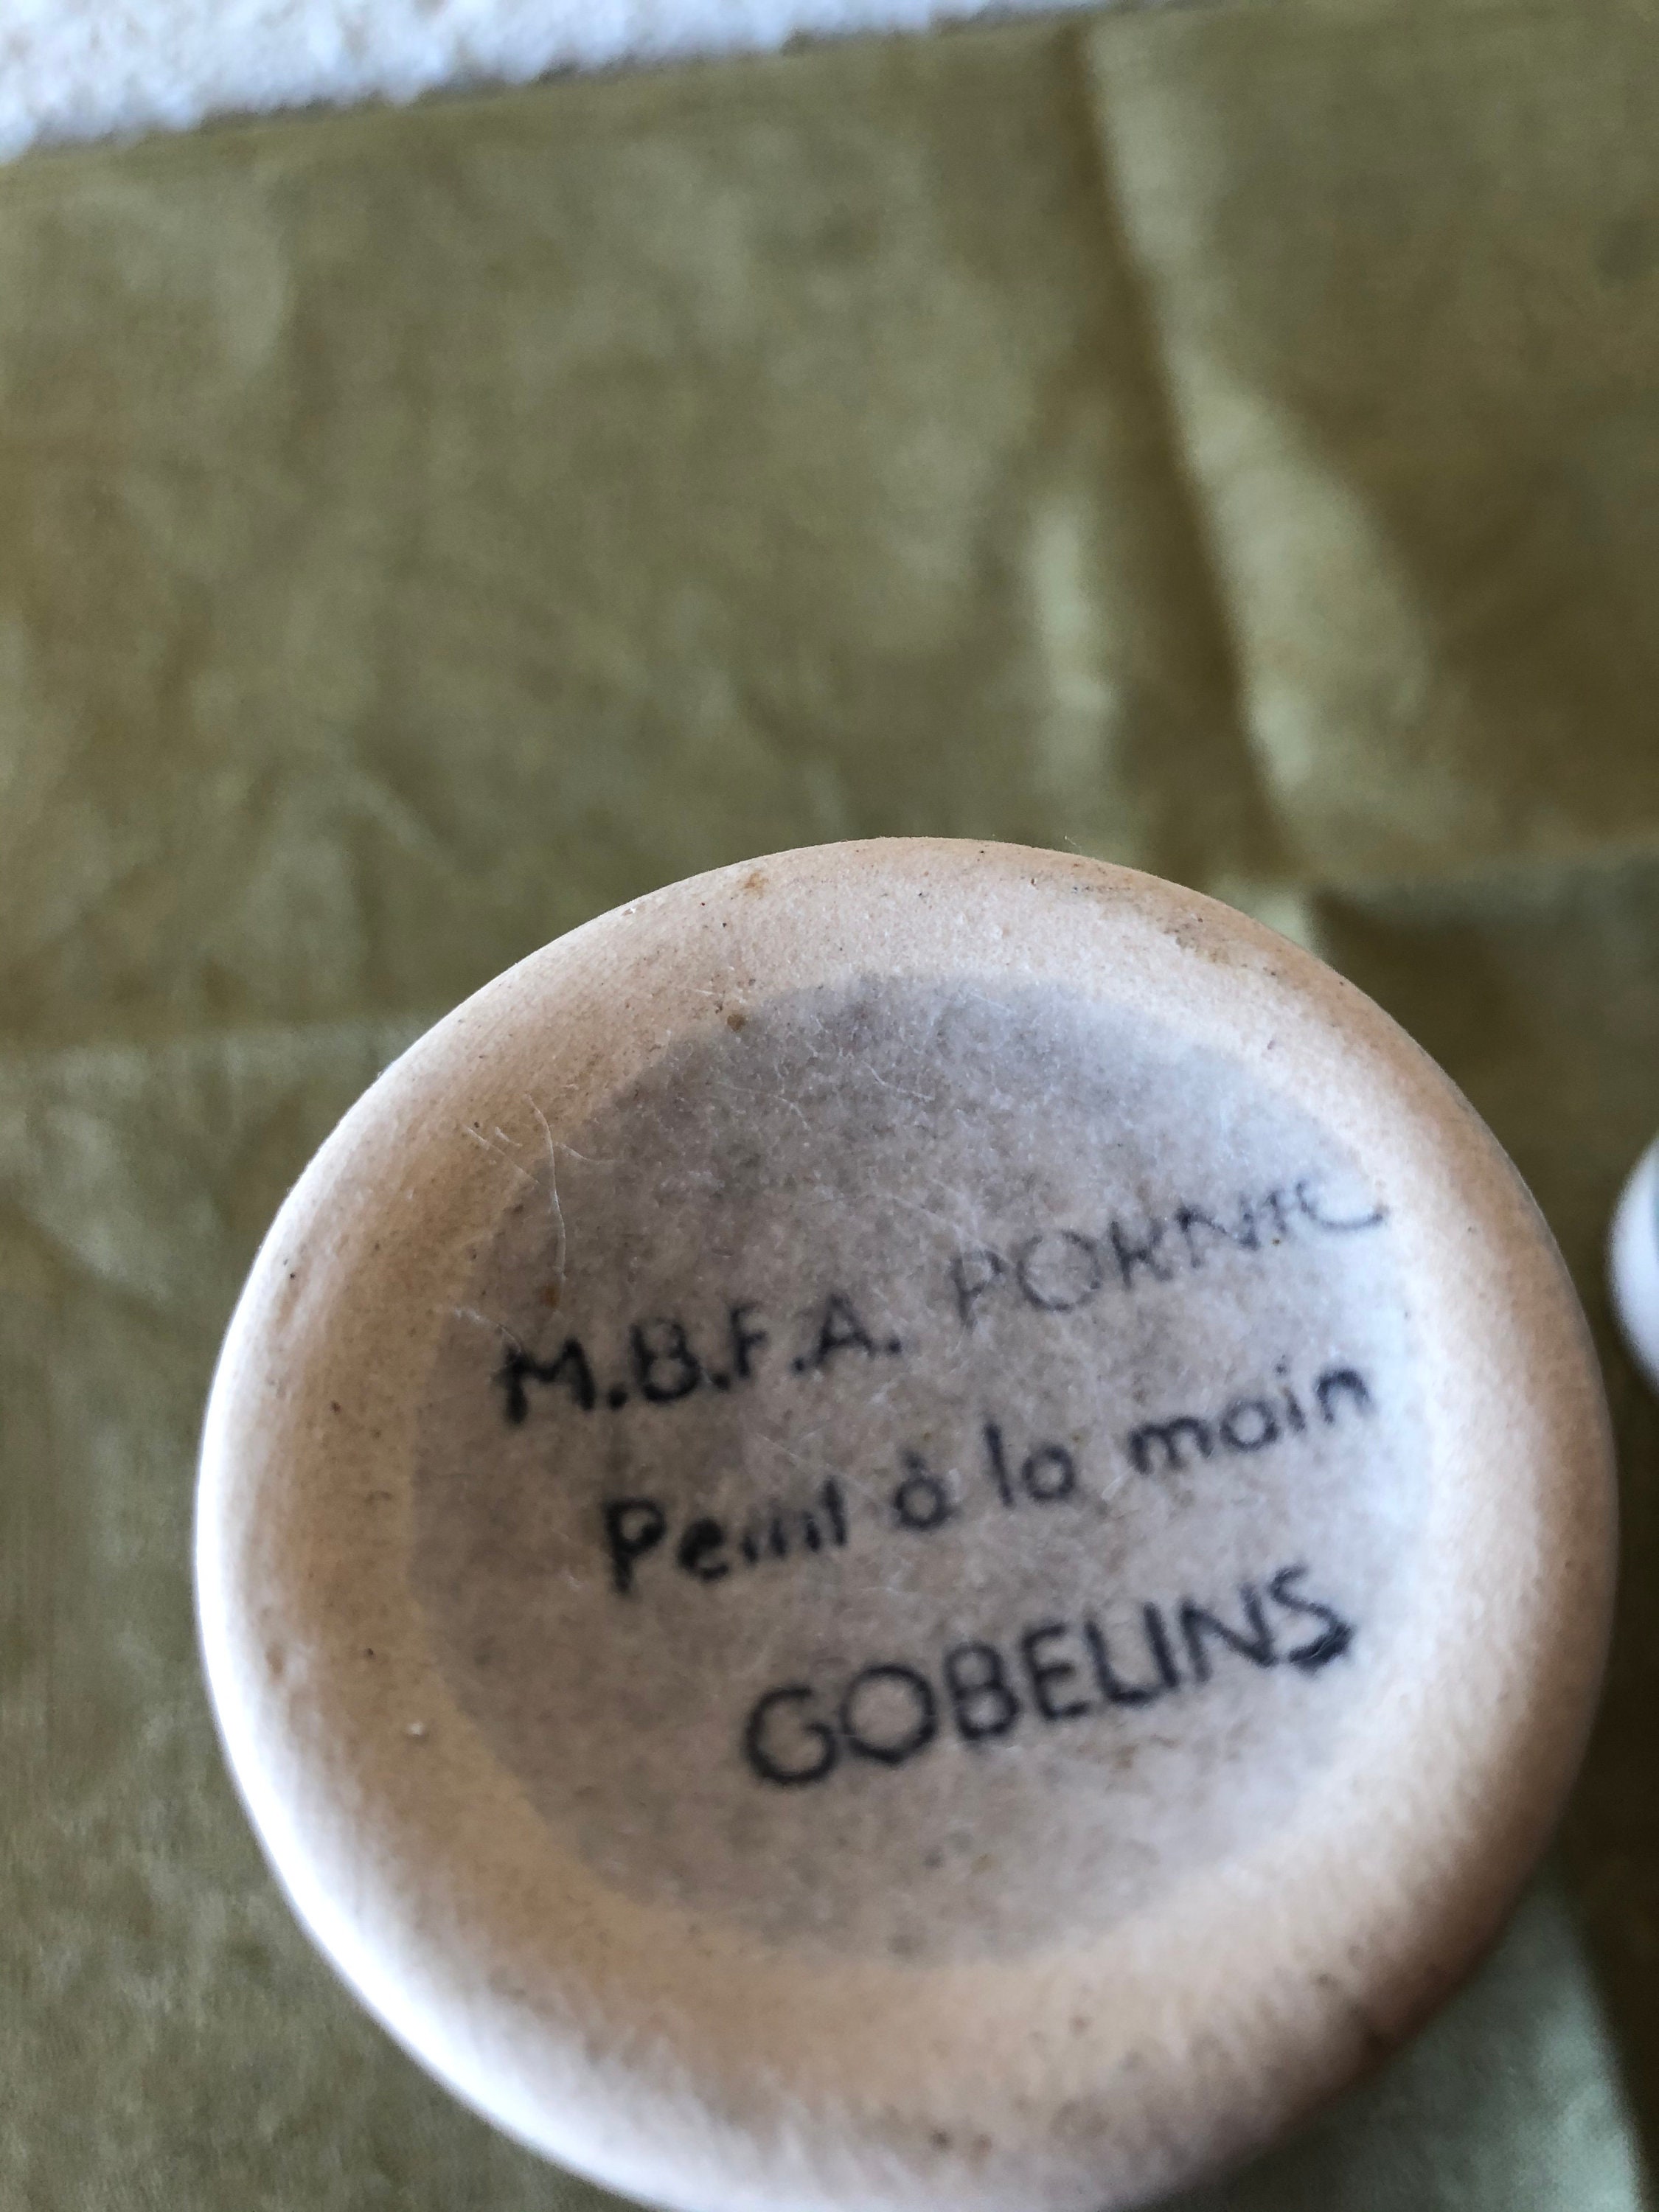 M.B.F.A. PORNIC
Peint à la main
GOBELINS